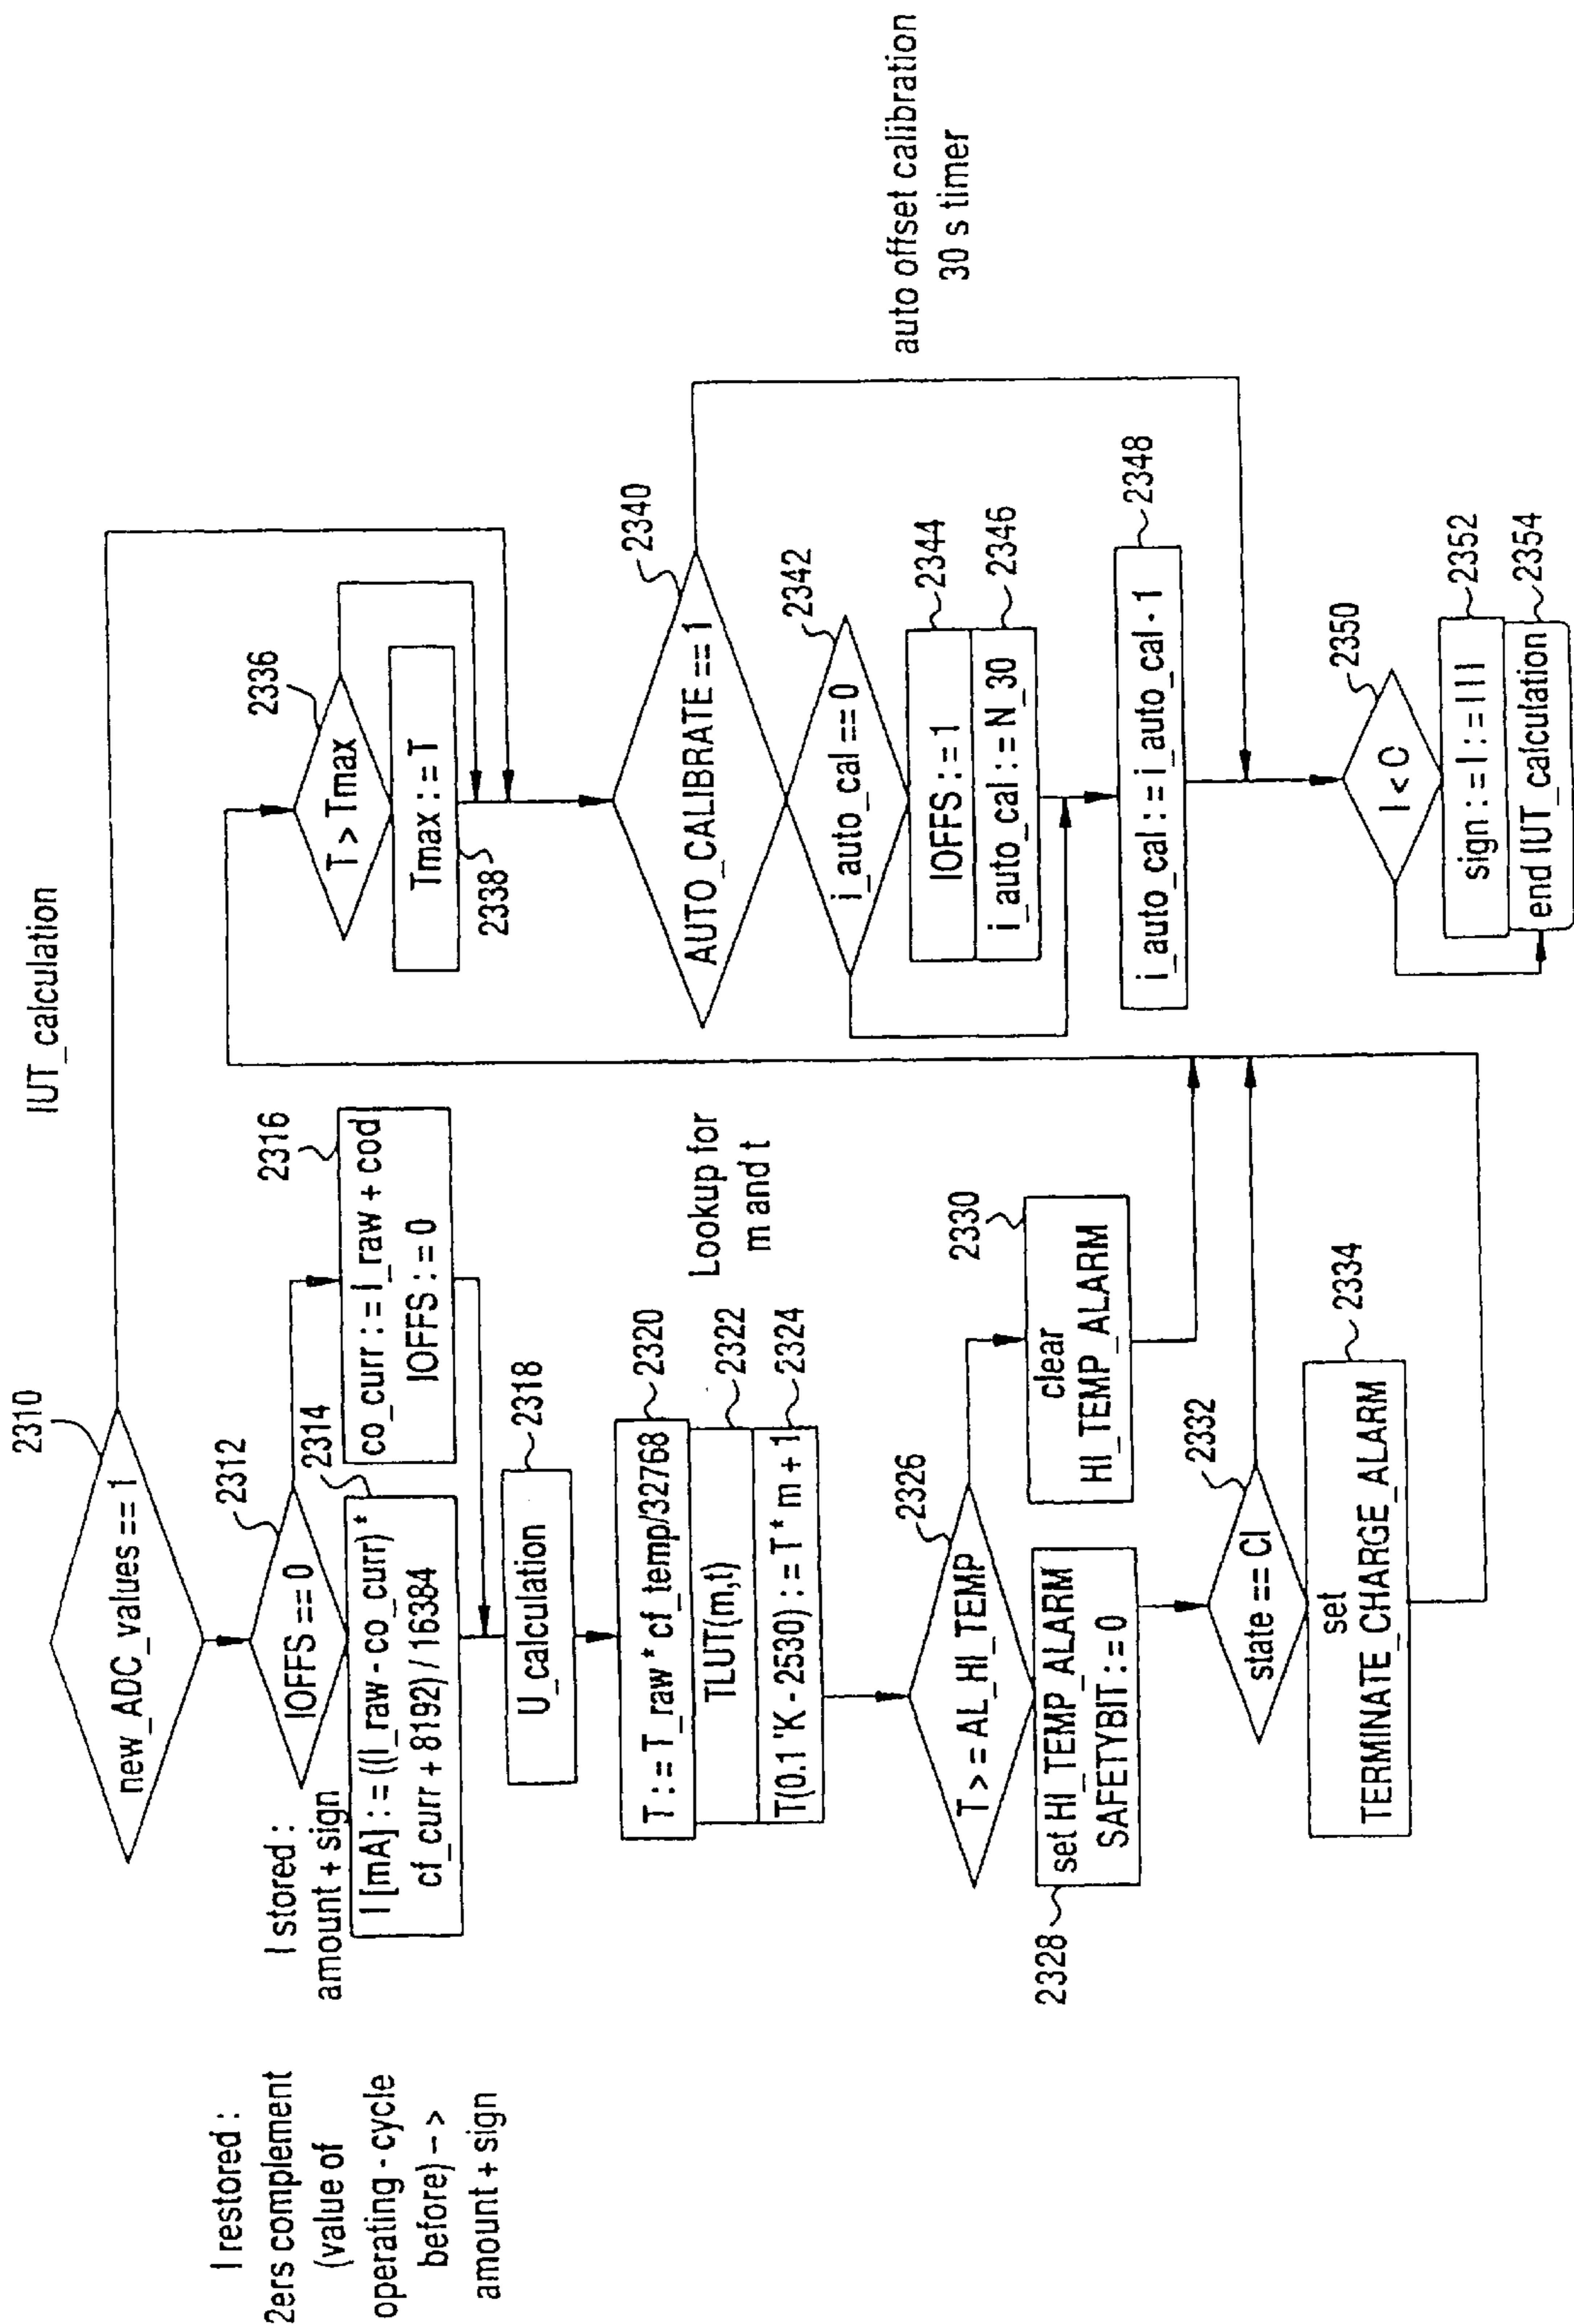 IUT_calculation
I restored :
2ers complement
(value of
operating - cycle
before) -- >
amount + sign
2310
new_ADC_values == 1
2312
IOFFS == 0
I stored :
amount + sign
2314
I [mA] : = ((I_raw - co_curr) *
cf_curr + 8192) / 16384
2316
co_curr : = I_raw + cod
IOFFS : = 0
2318
U_calculation
2320
T : = T_raw * cf_temp/32768
2322
TLUT(m,t)
2324
T(0.1 "K - 2530) : = T * m + 1
Lookup for
m and t
2326
T > = AL_HI_TEMP
2328
set HI_TEMP_ALARM
SAFETYBIT : = 0
2330
clear
HI_TEMP_ALARM
2332
state == CI
2334
set
TERMINATE_CHARGE_ALARM
2336
T > Tmax
Tmax : = T
2338
2340
AUTO_CALIBRATE == 1
2342
i_auto_cal == 0
2344
IOFFS : = 1
2346
i_auto_cal : = N_30
2348
i_auto_cal : = i_auto_cal - 1
auto offset calibration
30 s timer
2350
I < 0
2352
sign : = I : = I I I
2354
end IUT_calculation